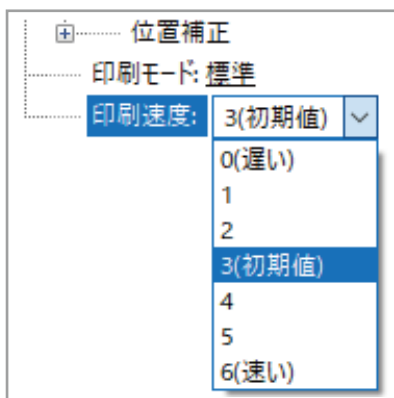 位置補正
印刷モード: 標準
印刷速度: 3(初期値)
0(遅い)
1
2
3(初期値)
4
5
6(速い)